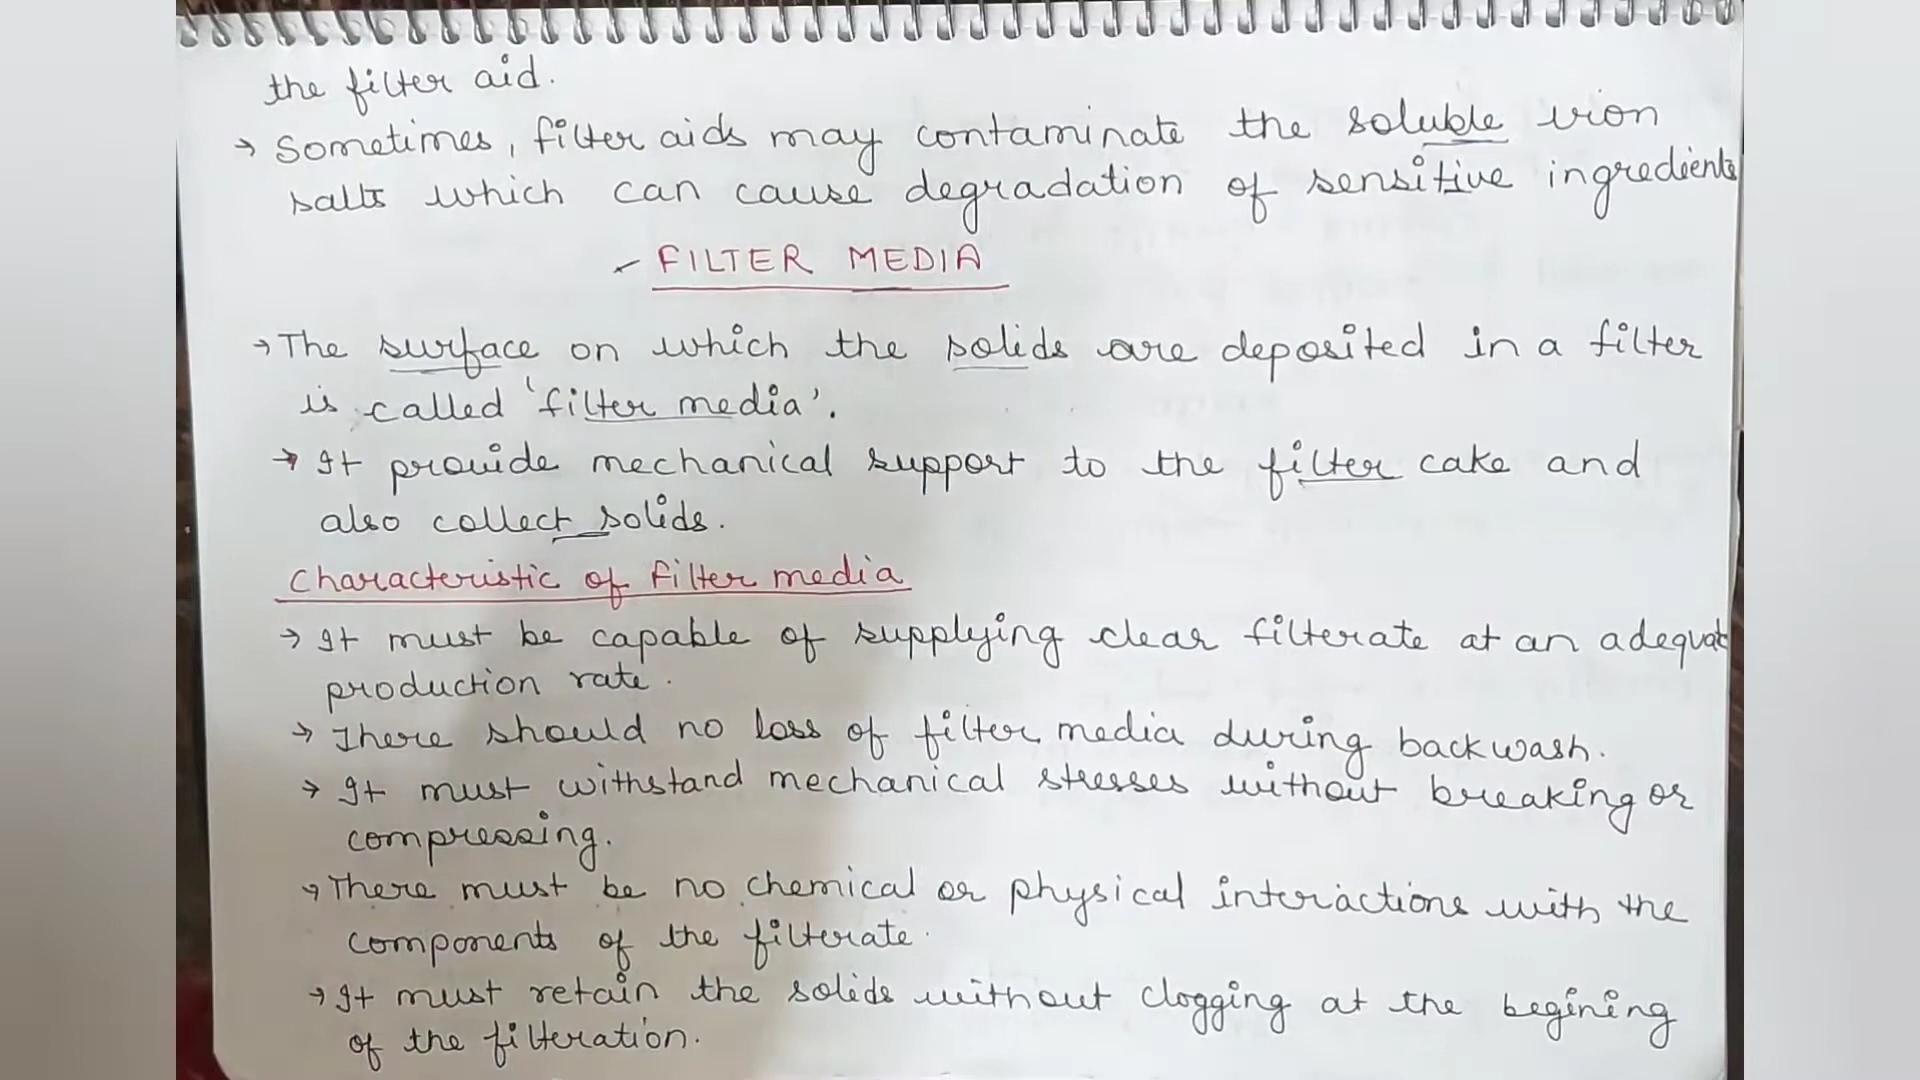 the filter aid.
→ Sometimes, filter aids may contaminate the soluble iron
salts which can cause degradation of sensitive ingredients
FILTER MEDIA
→ The surface on which the solids are deposited in a filter
is called 'filter media'.
→ It provide mechanical support to the filter cake and
also collect solids.
Characteristic of filter media
→ It must be capable of supplying clear filterate at an adequat
production rate.
→ There should no loss of filter media during backwash.
→ It must withstand mechanical stresses without breaking or
compressing.
→ There must be no chemical or physical interactions with the
components of the filterate.
→ It must retain the solids without clogging at the begining
of the filteration.